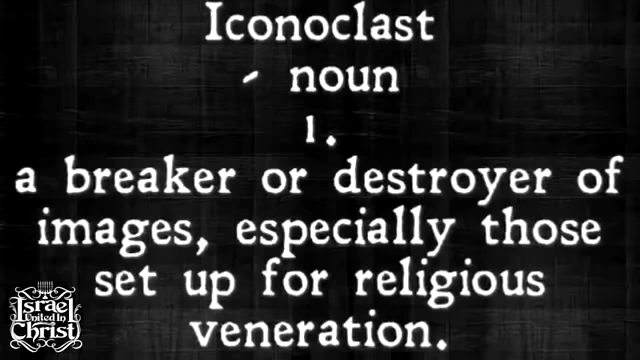 Iconoclast
- noun
1.
a breaker or destroyer of
images, especially those
set up for religious
veneration.
Israel
United In
Christ